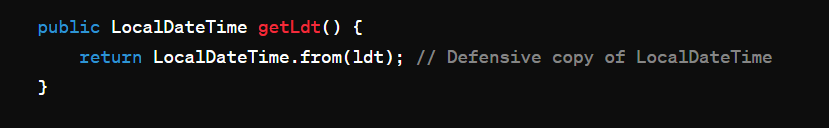 public LocalDateTime getLdt() {
    return LocalDateTime.from(ldt); // Defensive copy of LocalDateTime
}